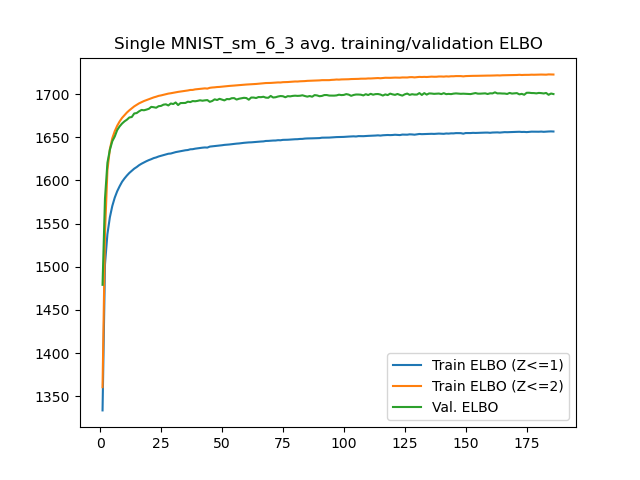 Single MNIST_sm_6_3 avg. training/validation ELBO
1700
1650
1600
1550
1500
1450
1400
1350
Train ELBO (Z<=1)
Train ELBO (Z<=2)
Val. ELBO
0 25 50 75 100 125 150 175